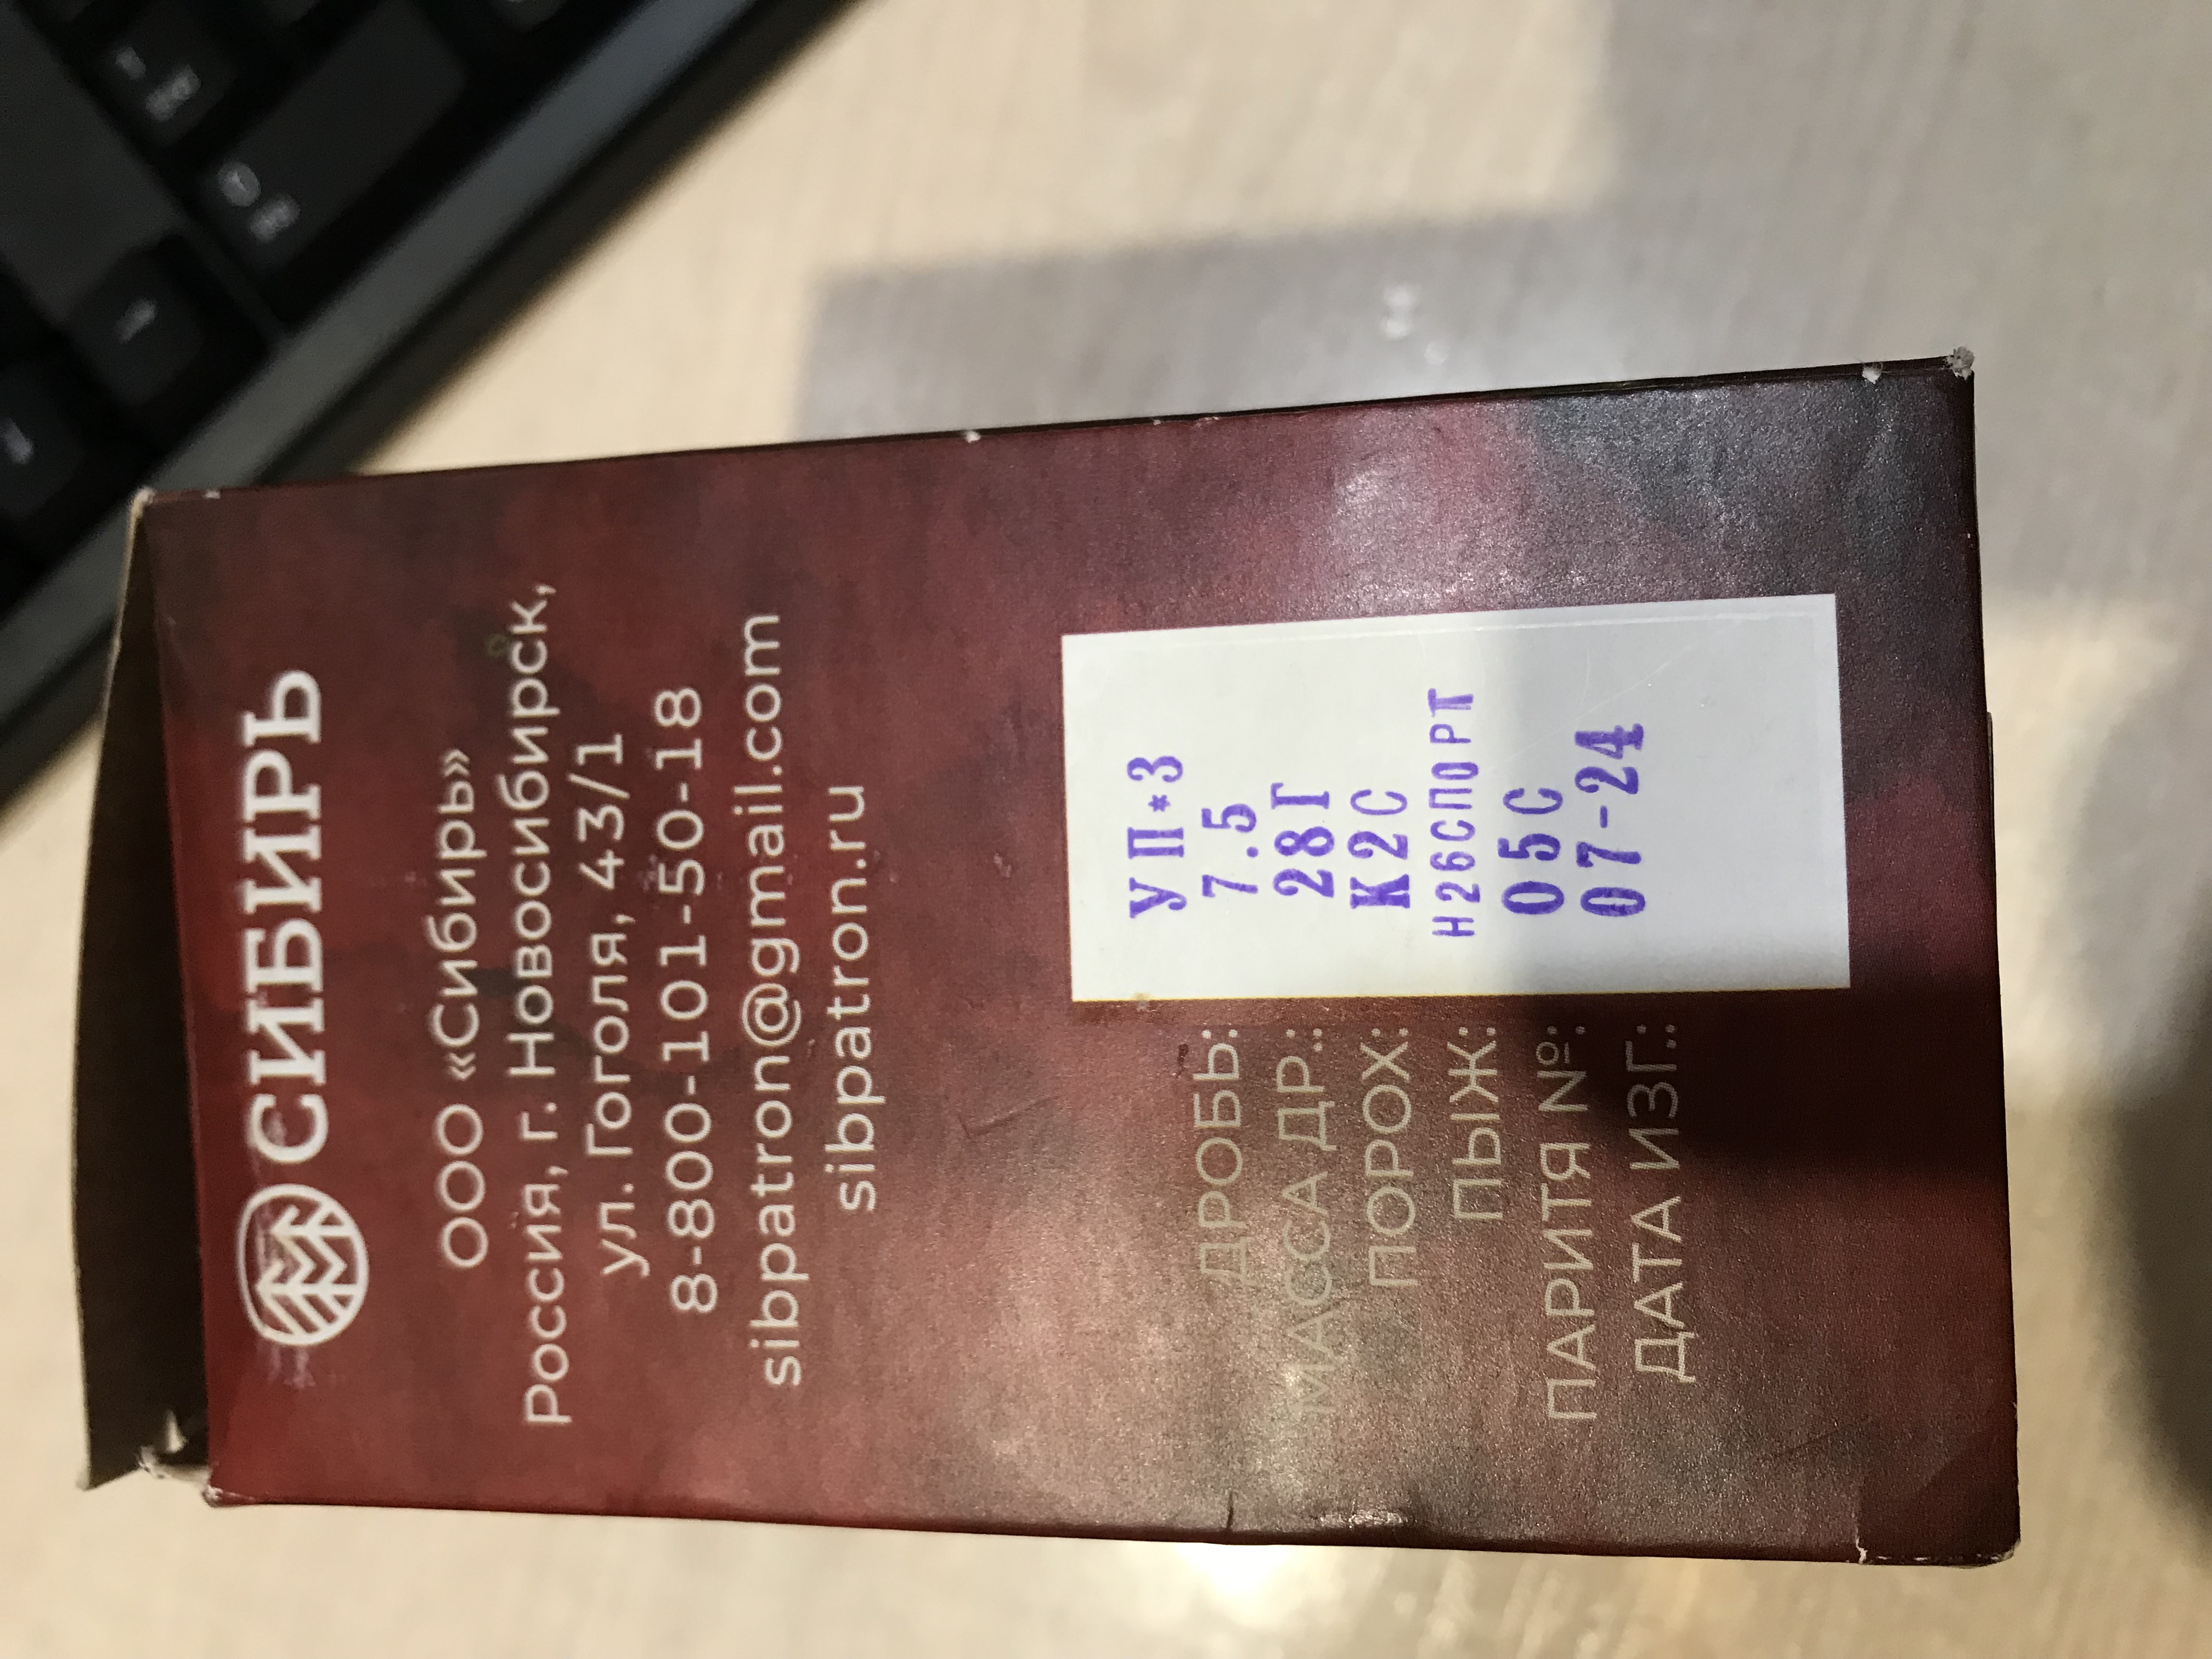 СИБИРЬ
ООО «Сибирь»
Россия, г. Новосибирск,
ул. Гоголя, 43/1
8-800-101-50-18
sibpatron@gmail.com
sibpatron.ru
УП*3
ДРОБЬ: 7.5
МАССА ДР.: 28Г
ПОРОХ: К2С
ПЫЖ: Н26СПОРТ
ПАРИТЯ №: 05С
ДАТА ИЗГ.: 07-24